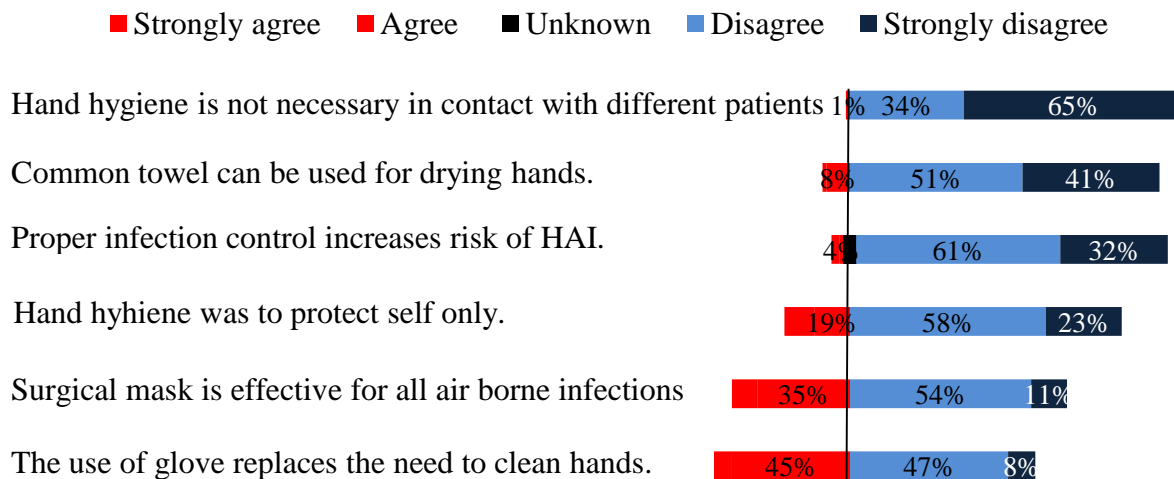 Strongly agree Agree Unknown Disagree Strongly disagree
Hand hygiene is not necessary in contact with different patients 1% 34% 65%
Common towel can be used for drying hands. 8% 51% 41%
Proper infection control increases risk of HAI. 4% 61% 32%
Hand hyhiene was to protect self only. 19% 58% 23%
Surgical mask is effective for all air borne infections 35% 54% 11%
The use of glove replaces the need to clean hands. 45% 47% 8%